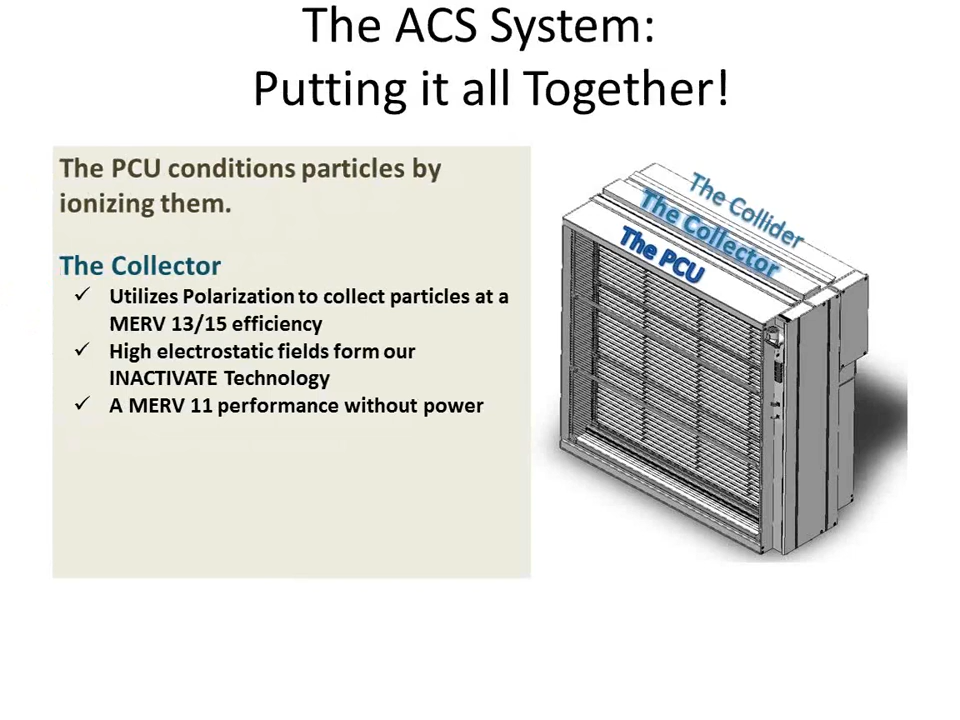 The ACS System:
Putting it all Together!
The PCU conditions particles by
ionizing them.
The Collector
✓ Utilizes Polarization to collect particles at a
MERV 13/15 efficiency
✓ High electrostatic fields form our
INACTIVATE Technology
✓ A MERV 11 performance without power
The Collider
The Collector
The PCU